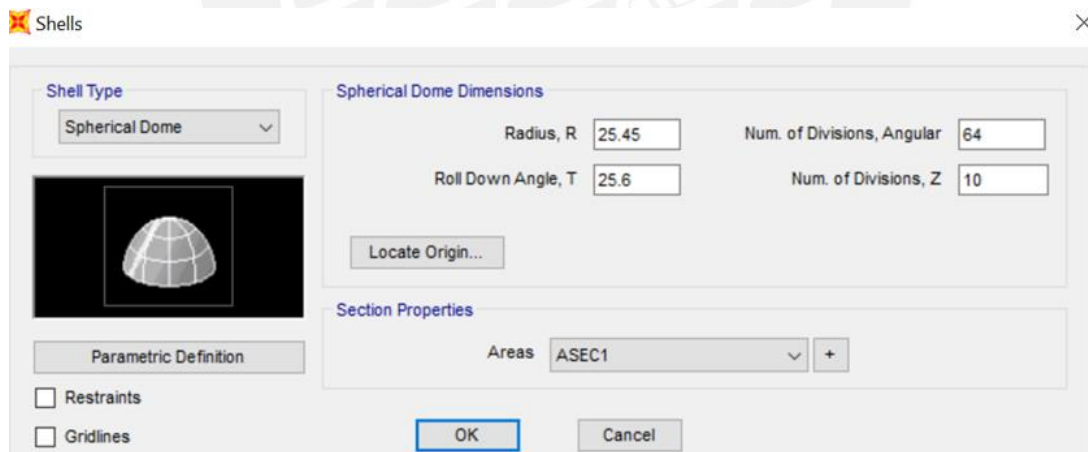 Shells
Shell Type
Spherical Dome
Parametric Definition
Restraints
Gridlines
Spherical Dome Dimensions
Radius, R 25.45 Num. of Divisions, Angular 64
Roll Down Angle, T 25.6 Num. of Divisions, Z 10
Locate Origin...
Section Properties
Areas ASEC1 +
OK Cancel